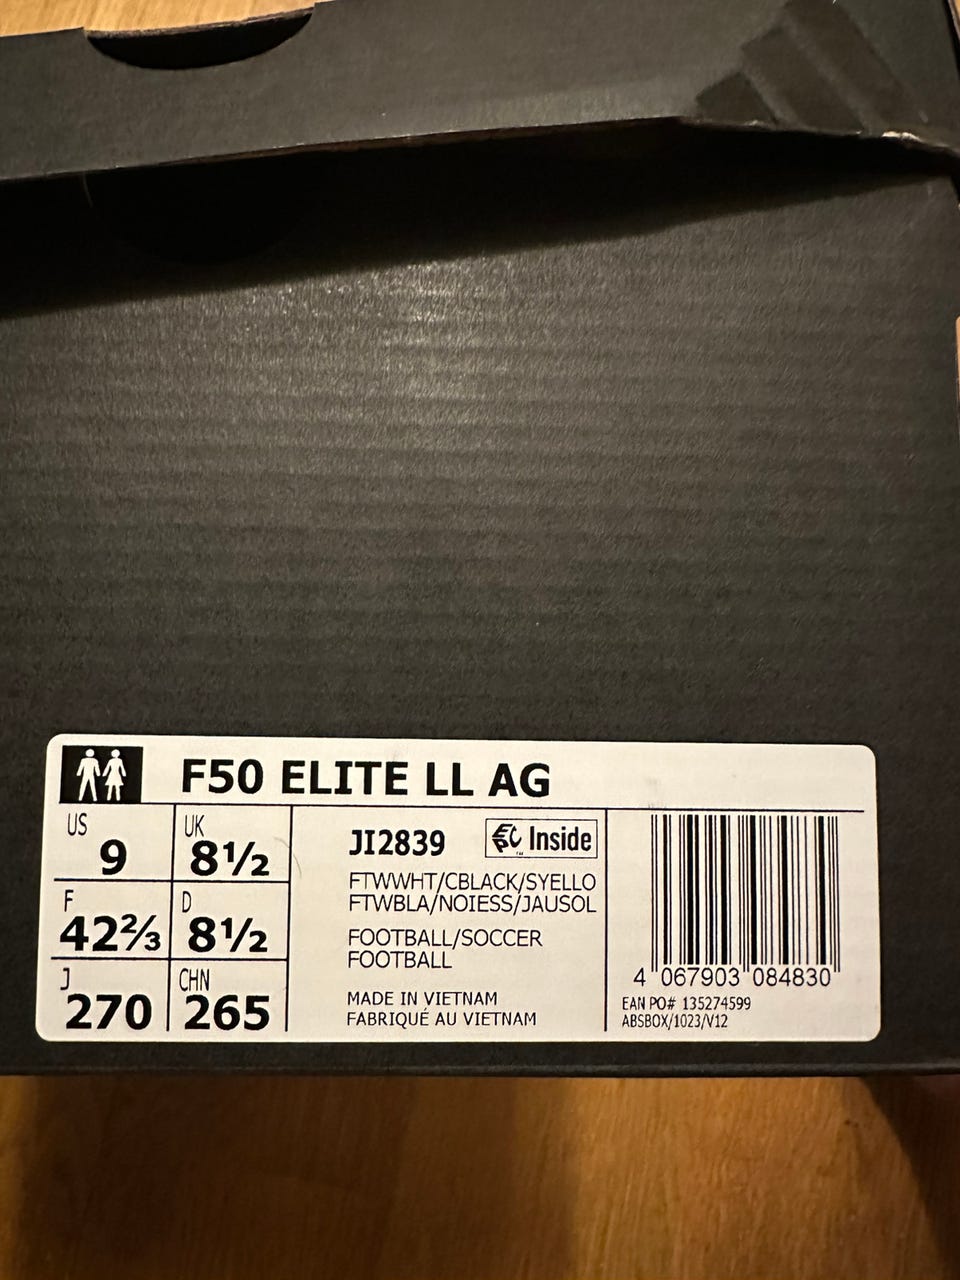 F50 ELITE LL AG
US
9
UK
8½
F
42⅔
D
8½
J
270
CHN
265
JI2839
Inside
FTWWHT/CBLACK/SYELLO
FTWBLA/NOIESS/JAUSOL
FOOTBALL/SOCCER
FOOTBALL
MADE IN VIETNAM
FABRIQUÉ AU VIETNAM
4 067903 084830
EAN PO# 135274599
ABSBOX/1023/V12